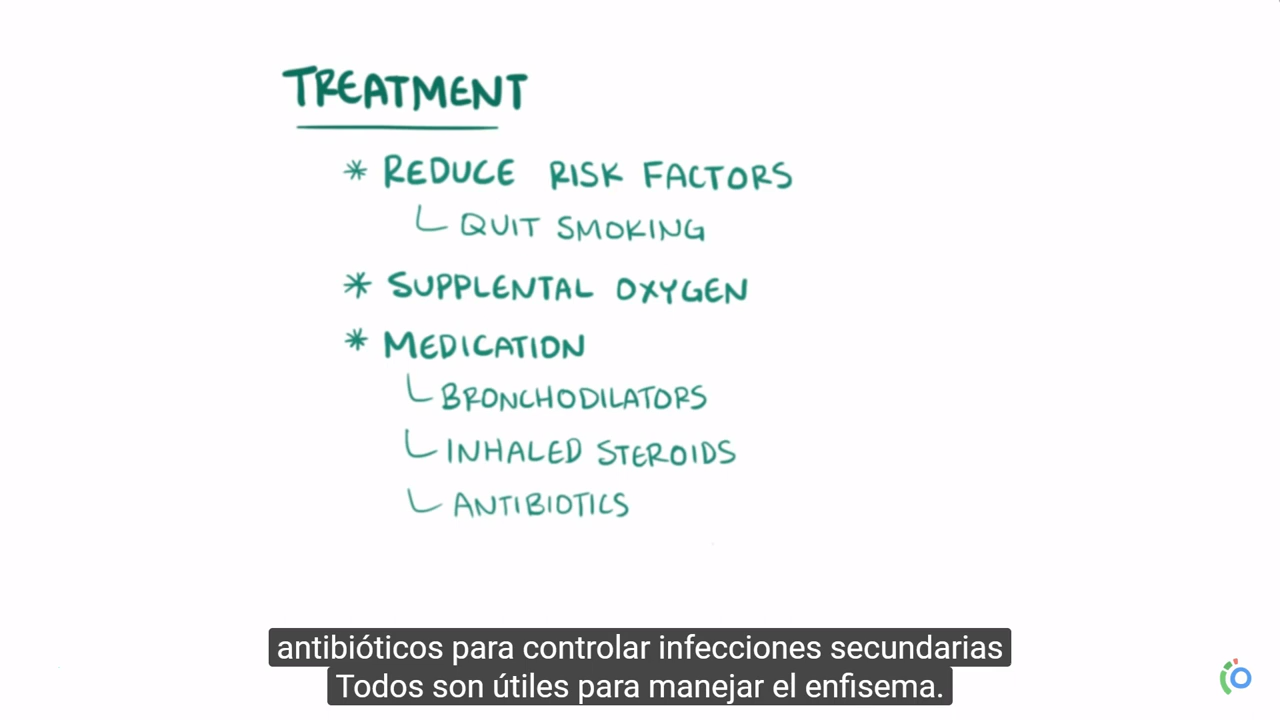 TREATMENT
* REDUCE RISK FACTORS
QUIT SMOKING
* SUPPLENTAL OXYGEN
* MEDICATION
BRONCHODILATORS
INHALED STEROIDS
ANTIBIOTICS
antibióticos para controlar infecciones secundarias
Todos son útiles para manejar el enfisema.